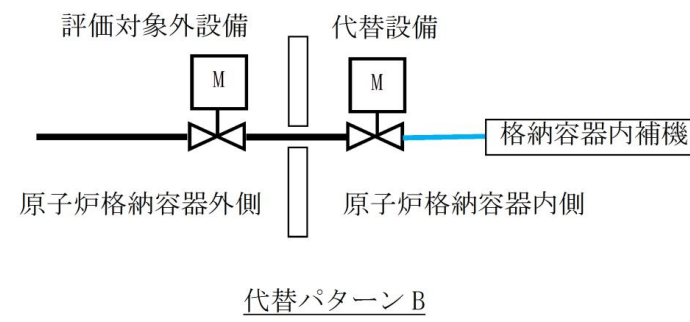 評価対象外設備
代替設備
M
M
格納容器内補機
原子炉格納容器外側
原子炉格納容器内側
代替パターンB